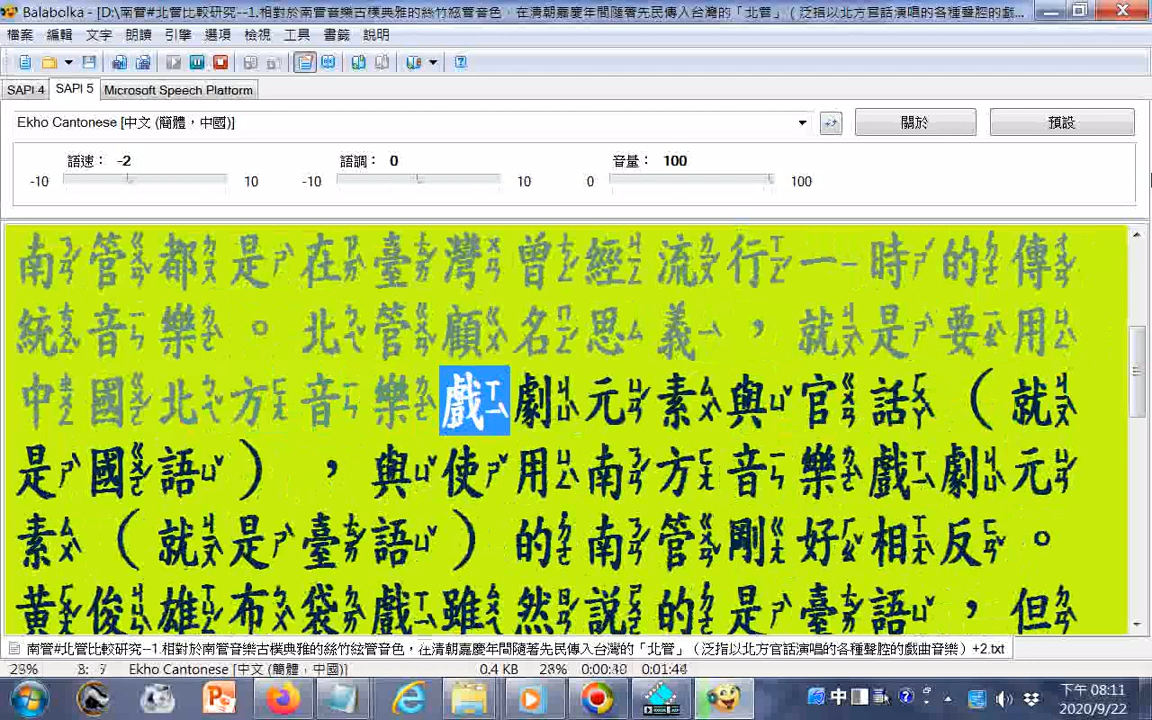 Balabolka - [D:\南管#北管比較研究--1.相對於南管音樂古樸典雅的絲竹絃管音色，在清朝嘉慶年間隨著先民傳入台灣的「北管」（泛指以北方官話演唱的各種聲腔的戲...
檔案 編輯 文字 朗讀 引擎 選項 檢視 工具 書籤 說明
SAPI 4 SAPI 5 Microsoft Speech Platform
Ekho Cantonese [中文 (簡體，中國)] 關於 預設
語速： -2 語調： 0 音量： 100
-10 10 -10 10 0 100
南管都是在臺灣曾經流行一時的傳
統音樂。北管顧名思義，就是要用
中國北方音樂戲劇元素與官話（就
是國語），與使用南方音樂戲劇元
素（就是臺語）的南管剛好相反。
黃俊雄布袋戲雖然說的是臺語，但
南管#北管比較研究--1.相對於南管音樂古樸典雅的絲竹絃管音色，在清朝嘉慶年間隨著先民傳入台灣的「北管」（泛指以北方官話演唱的各種聲腔的戲曲音樂）+2.txt
28% 8: 7 Ekho Cantonese [中文 (簡體，中國)] 0.4 KB 28% 0:00:30 0:01:44
中 下午 08:11
2020/9/22